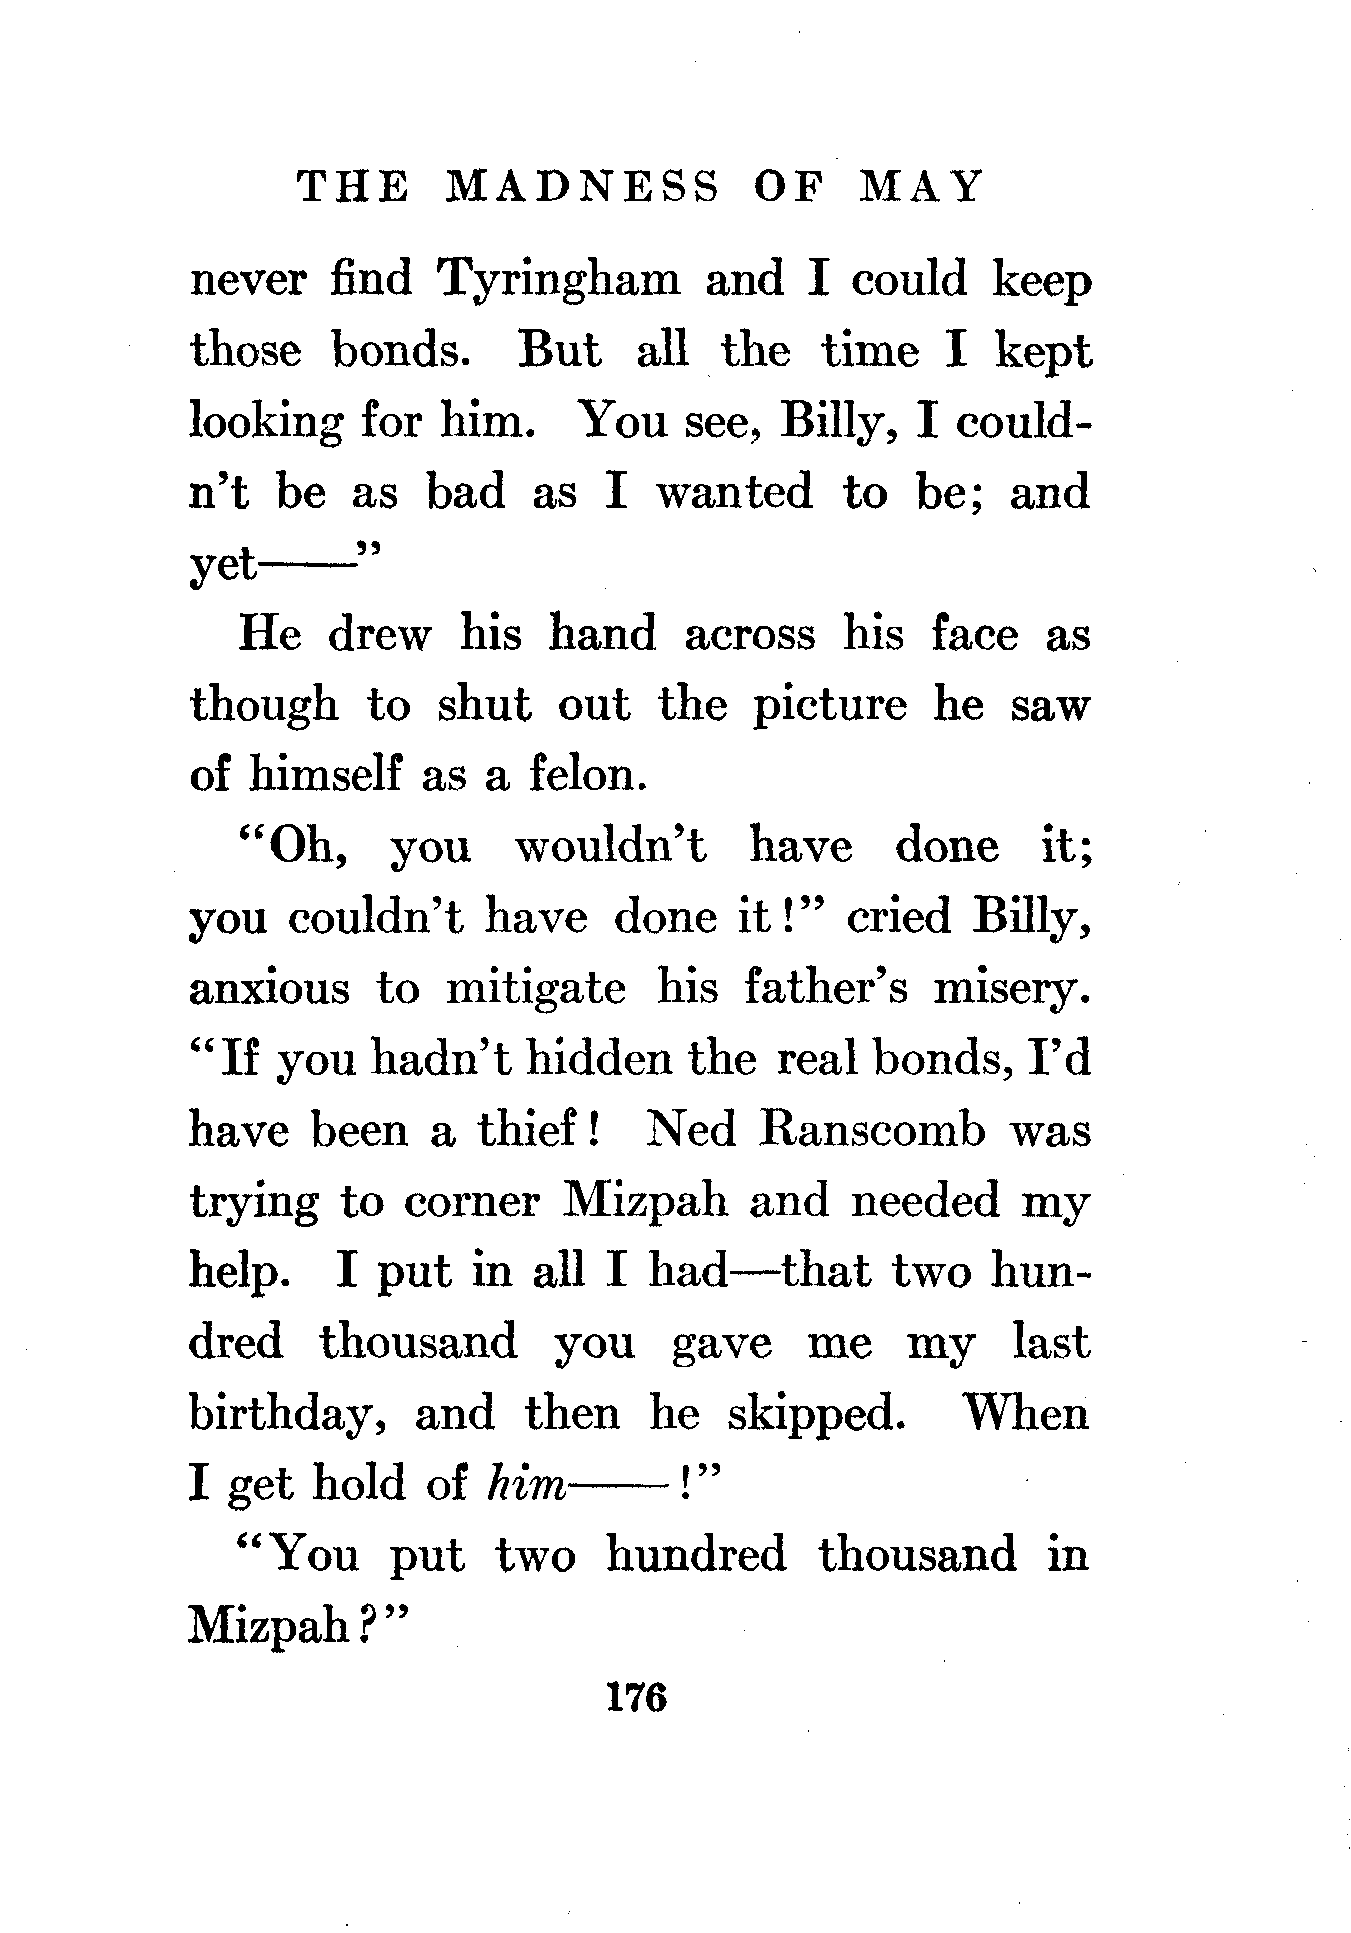 THE MADNESS OF MAY
never find Tyringham and I could keep
those bonds. But all the time I kept
looking for him. You see, Billy, I could-
n't be as bad as I wanted to be; and
yet——"
He drew his hand across his face as
though to shut out the picture he saw
of himself as a felon.
"Oh, you wouldn't have done it;
you couldn't have done it!" cried Billy,
anxious to mitigate his father's misery.
"If you hadn't hidden the real bonds, I'd
have been a thief! Ned Ranscomb was
trying to corner Mizpah and needed my
help. I put in all I had—that two hun-
dred thousand you gave me my last
birthday, and then he skipped. When
I get hold of him——!"
"You put two hundred thousand in
Mizpah?"
176